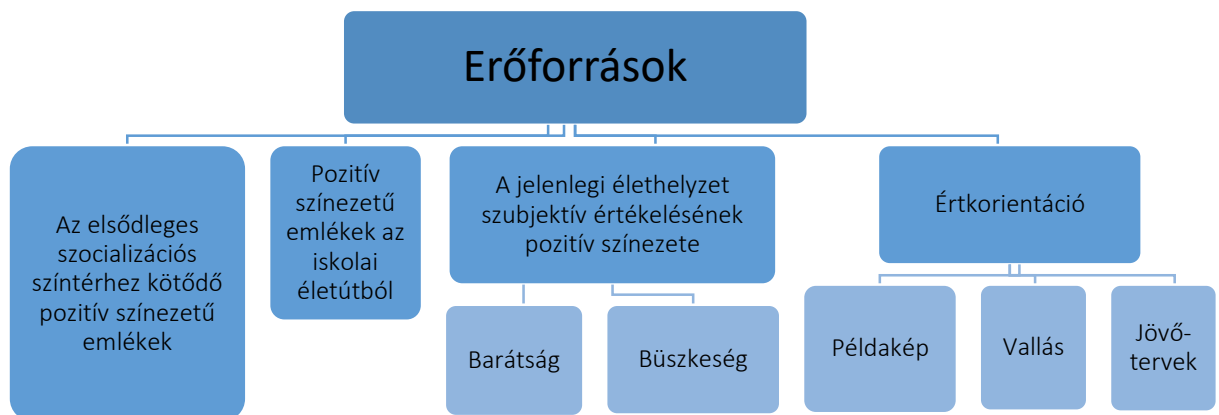 Erőforrások
Az elsődleges
szocializációs
színtérhez kötődő
pozitív színezetű
emlékek
Pozitív
színezetű
emlékek az
iskolai
életútból
A jelenlegi élethelyzet
szubjektív értékelésének
pozitív színezete
Barátság
Büszkeség
Értkorientáció
Példakép
Vallás
Jövő-
tervek